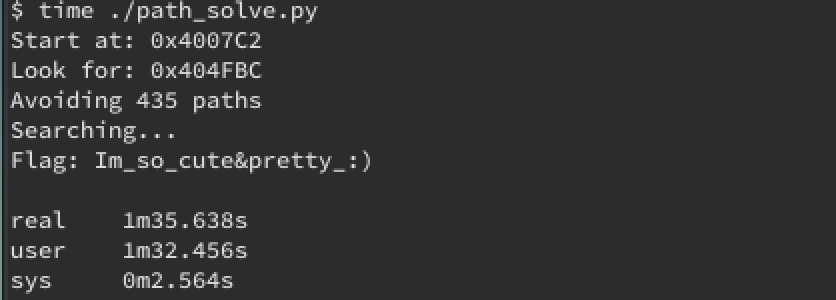 $ time ./path_solve.py
Start at: 0x4007C2
Look for: 0x404FBC
Avoiding 435 paths
Searching...
Flag: Im_so_cute&pretty_:)
real 1m35.638s
user 1m32.456s
sys 0m2.564s